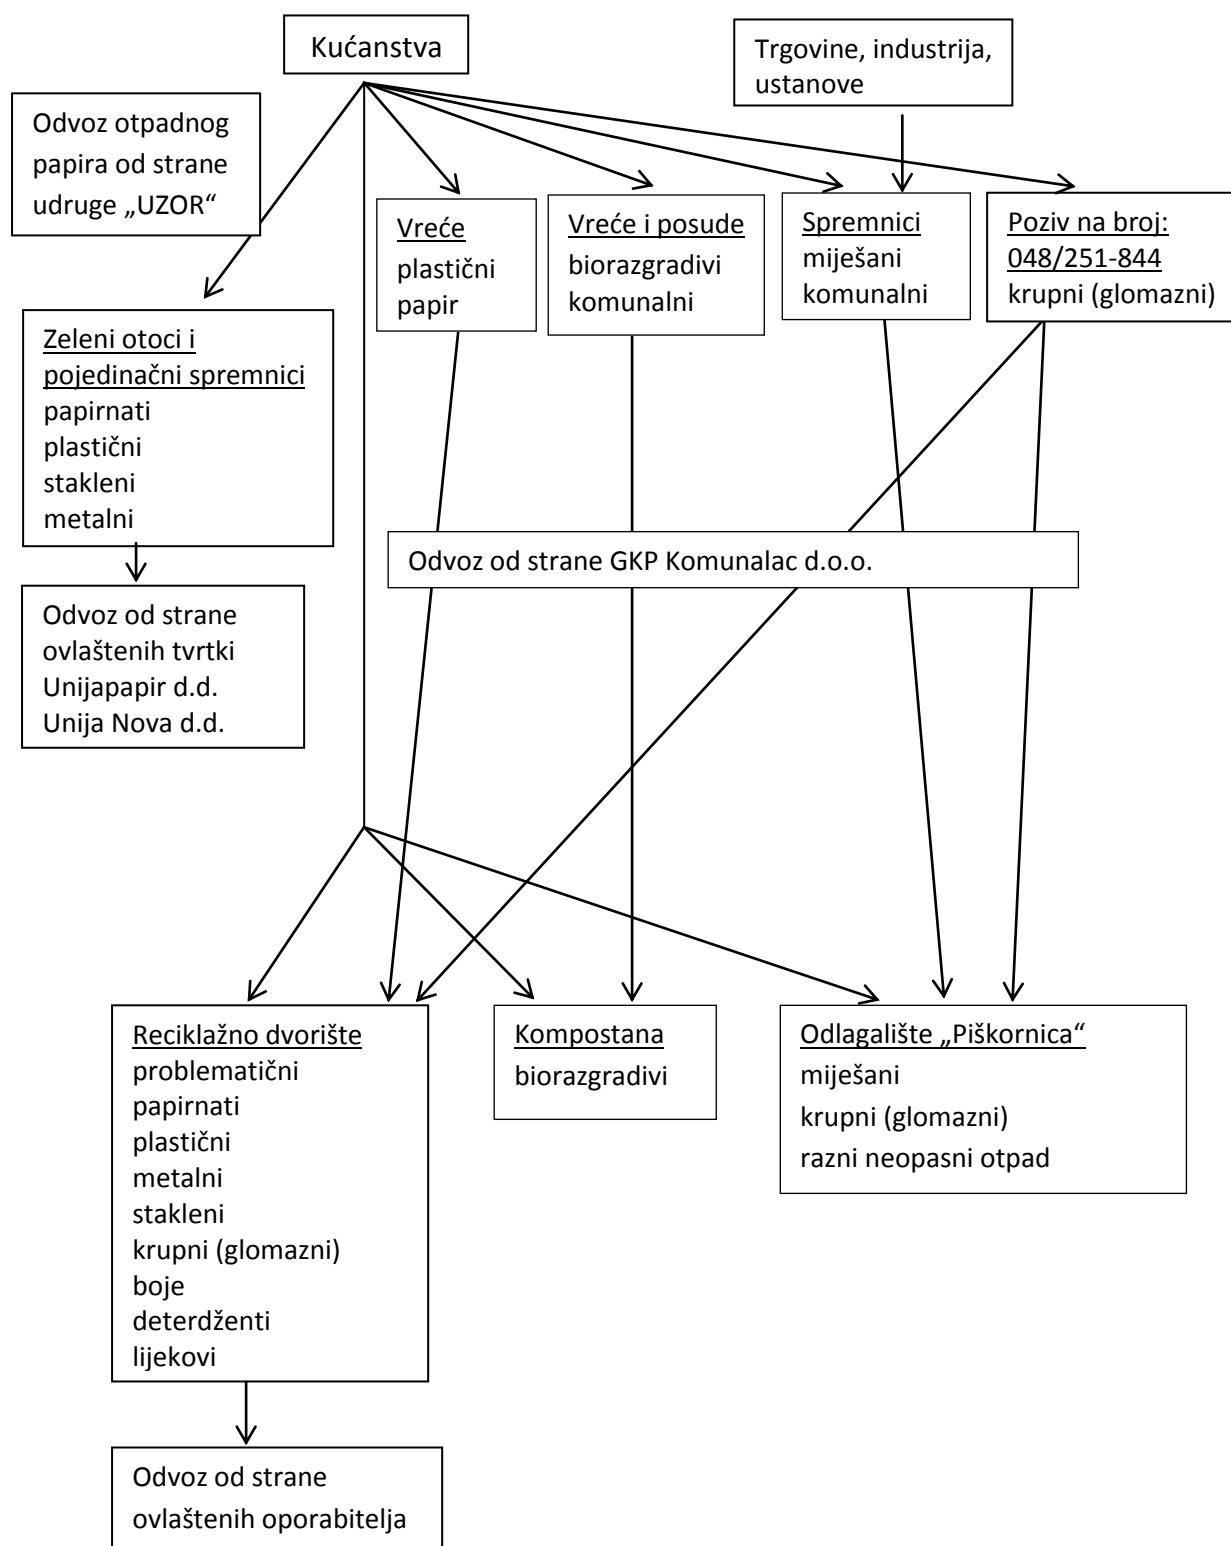 Kućanstva
Trgovine, industrija,
ustanove
Odvoz otpadnog
papira od strane
udruge „UZOR“
Vreće
plastični
papir
Vreće i posude
biorazgradivi
komunalni
Spremnici
miješani
komunalni
Poziv na broj:
048/251-844
krupni (glomazni)
Zeleni otoci i
pojedinačni spremnici
papirnati
plastični
stakleni
metalni
Odvoz od strane GKP Komunalac d.o.o.
Odvoz od strane
ovlaštenih tvrtki
Unijapapir d.d.
Unija Nova d.d.
Reciklažno dvorište
problematični
papirnati
plastični
metalni
stakleni
krupni (glomazni)
boje
deterdženti
lijekovi
Kompostana
biorazgradivi
Odlagalište „Piškornica“
miješani
krupni (glomazni)
razni neopasni otpad
Odvoz od strane
ovlaštenih oporabitelja